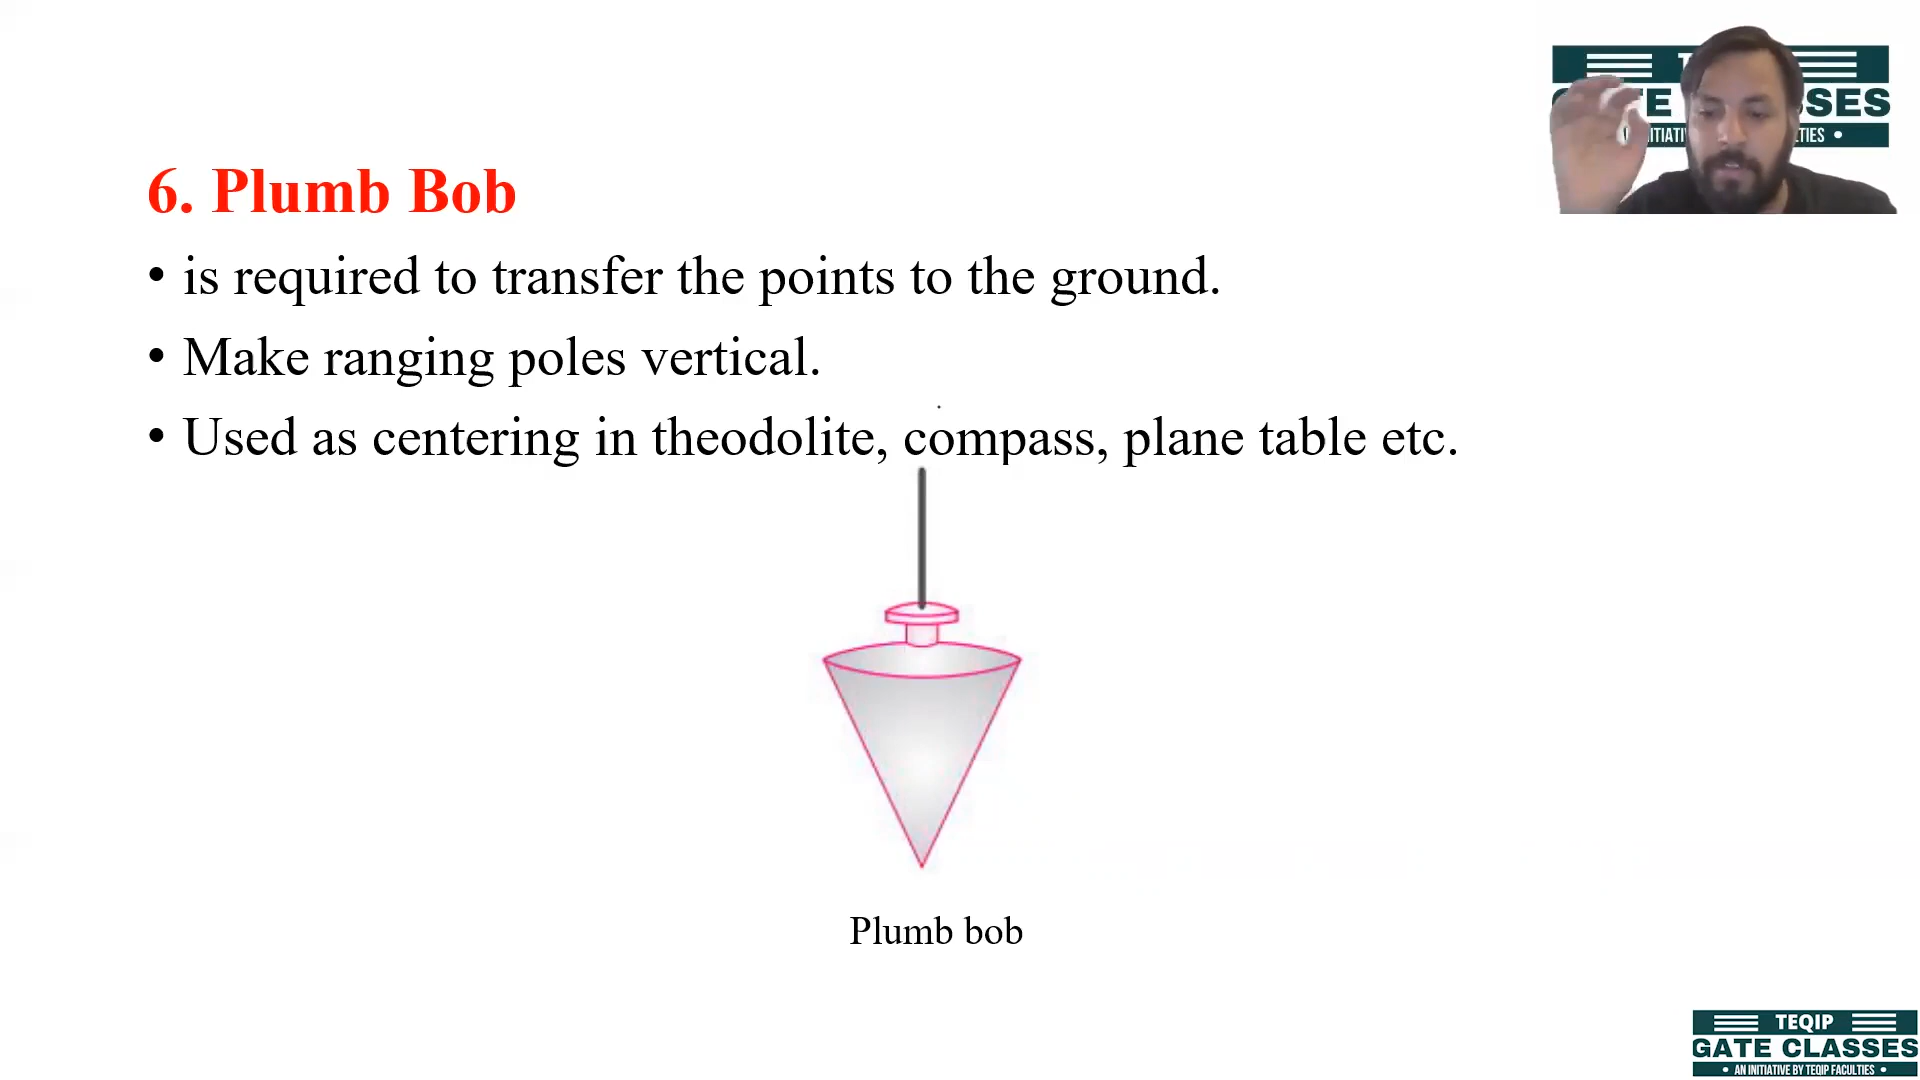 6. Plumb Bob
• is required to transfer the points to the ground.
• Make ranging poles vertical.
• Used as centering in theodolite, compass, plane table etc.
Plumb bob
TEQIP
GATE CLASSES
• AN INITIATIVE BY TEQIP FACULTIES •